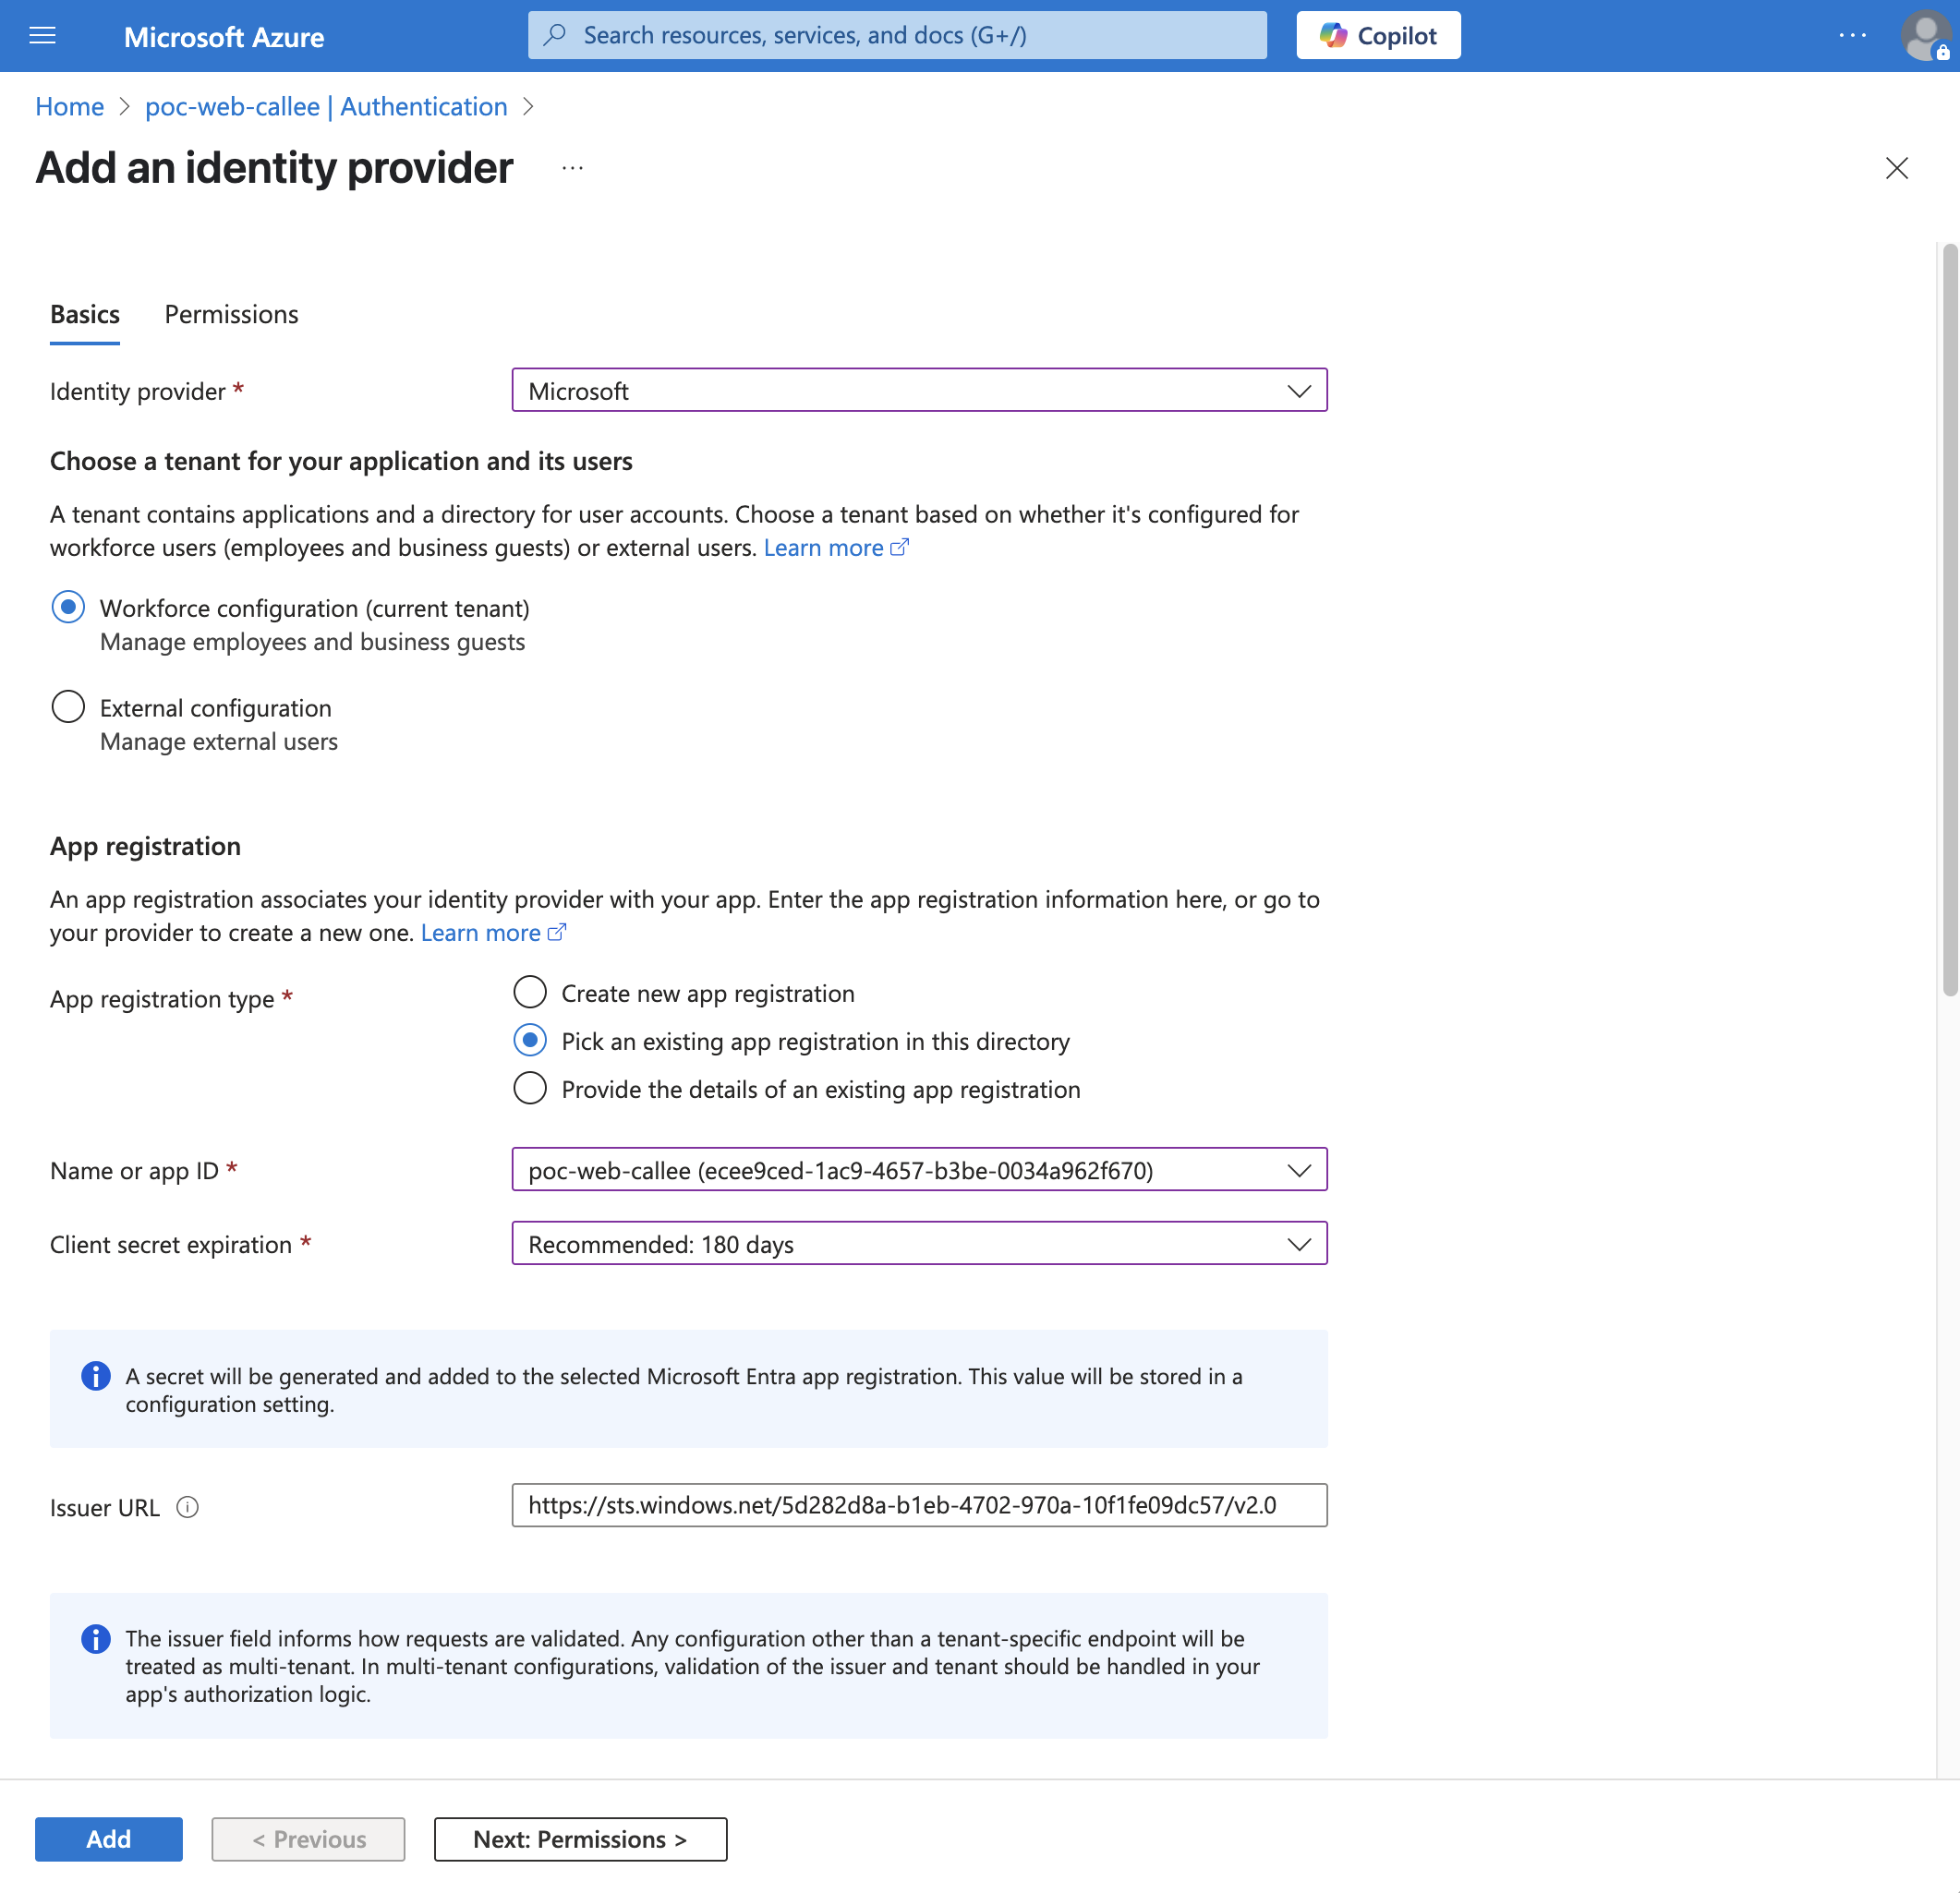 Microsoft Azure
Search resources, services, and docs (G+/)
Copilot
Home > poc-web-callee | Authentication >
Add an identity provider ...
Basics Permissions
Identity provider *
Microsoft
Choose a tenant for your application and its users
A tenant contains applications and a directory for user accounts. Choose a tenant based on whether it's configured for
workforce users (employees and business guests) or external users. Learn more
Workforce configuration (current tenant)
Manage employees and business guests
External configuration
Manage external users
App registration
An app registration associates your identity provider with your app. Enter the app registration information here, or go to
your provider to create a new one. Learn more
App registration type *
Create new app registration
Pick an existing app registration in this directory
Provide the details of an existing app registration
Name or app ID *
poc-web-callee (ecee9ced-1ac9-4657-b3be-0034a962f670)
Client secret expiration *
Recommended: 180 days
A secret will be generated and added to the selected Microsoft Entra app registration. This value will be stored in a
configuration setting.
Issuer URL
https://sts.windows.net/5d282d8a-b1eb-4702-970a-10f1fe09dc57/v2.0
The issuer field informs how requests are validated. Any configuration other than a tenant-specific endpoint will be
treated as multi-tenant. In multi-tenant configurations, validation of the issuer and tenant should be handled in your
app's authorization logic.
Add
< Previous
Next: Permissions >